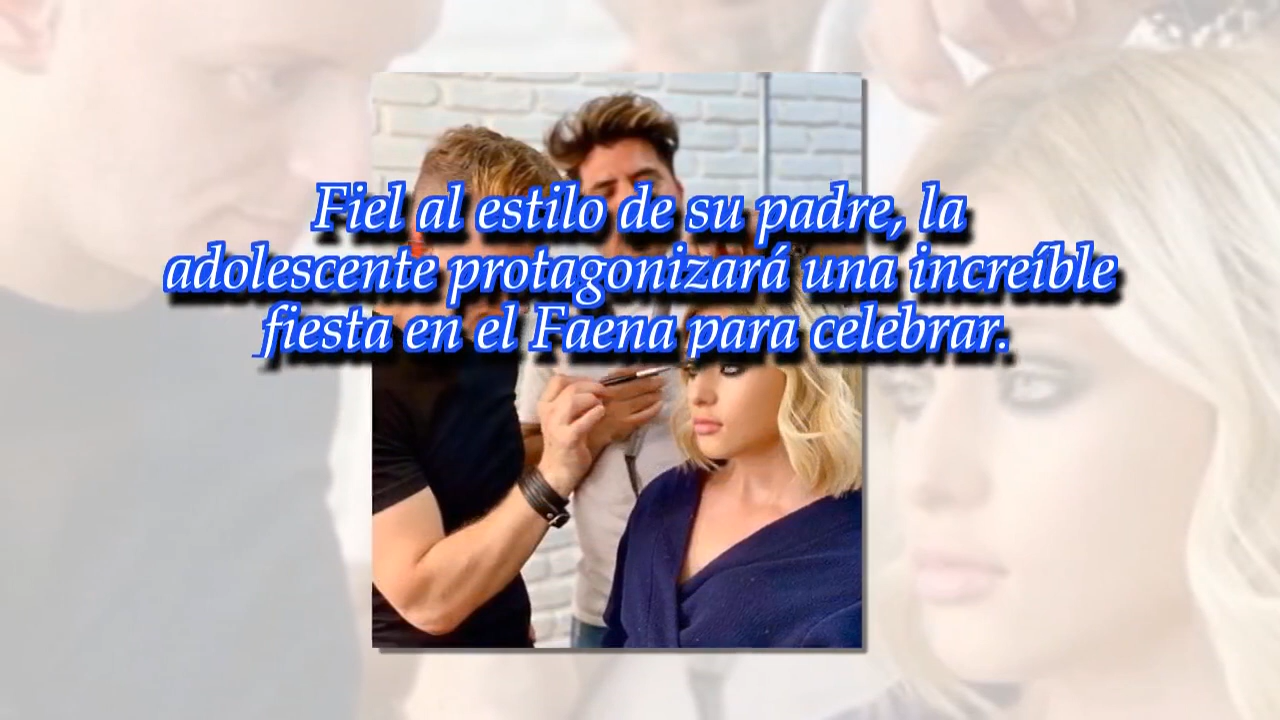 Fiel al estilo de su padre, la
adolescente protagonizará una increíble
fiesta en el Faena para celebrar.